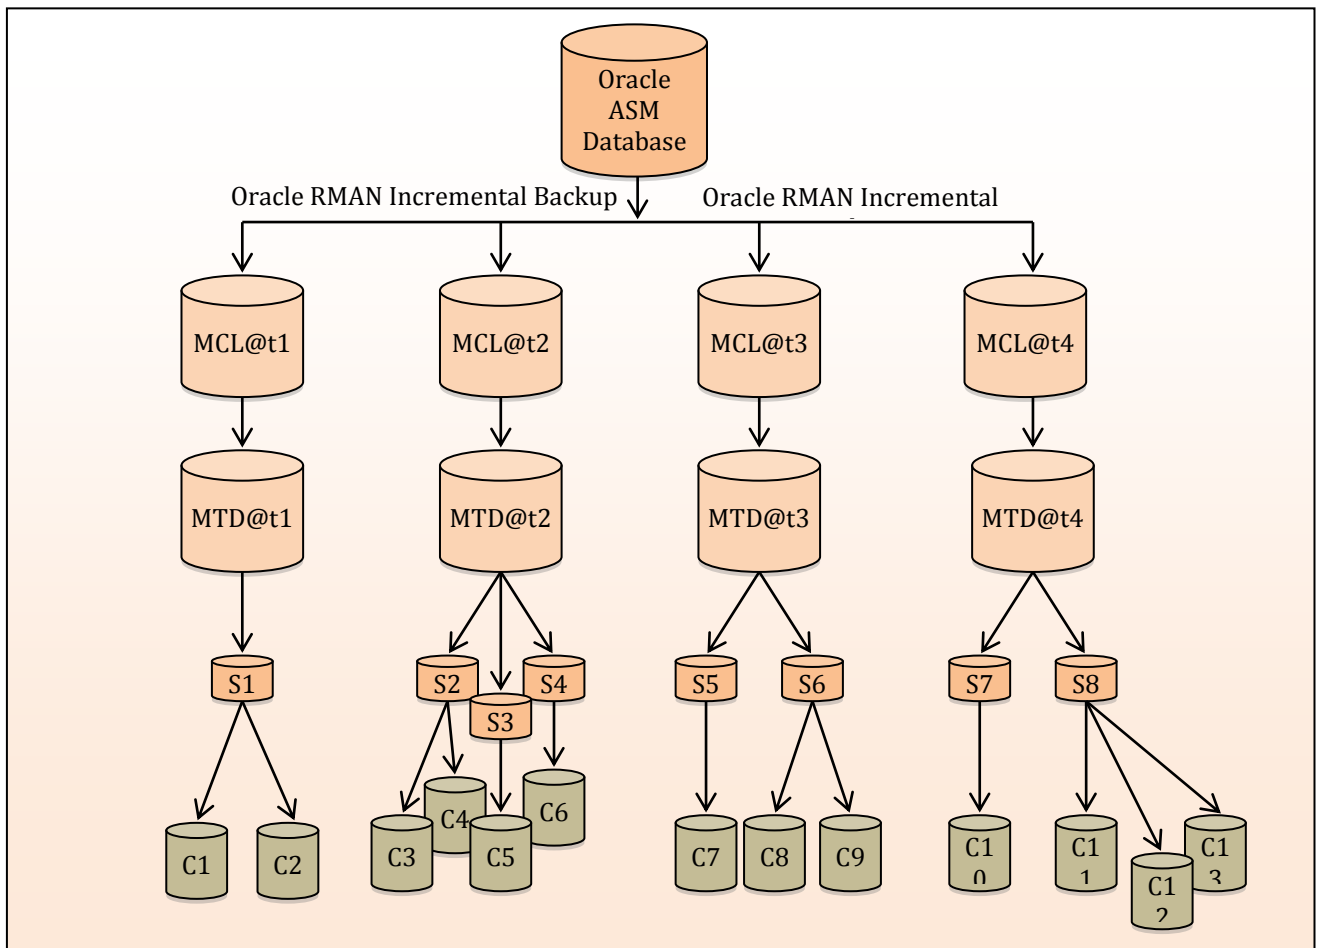 Oracle
ASM
Database
Oracle RMAN Incremental Backup
Oracle RMAN Incremental
MCL@t1
MCL@t2
MCL@t3
MCL@t4
MTD@t1
MTD@t2
MTD@t3
MTD@t4
S1
S2
S3
S4
S5
S6
S7
S8
C1
C2
C3
C4
C5
C6
C7
C8
C9
C1
0
C1
1
C1
2
C1
3